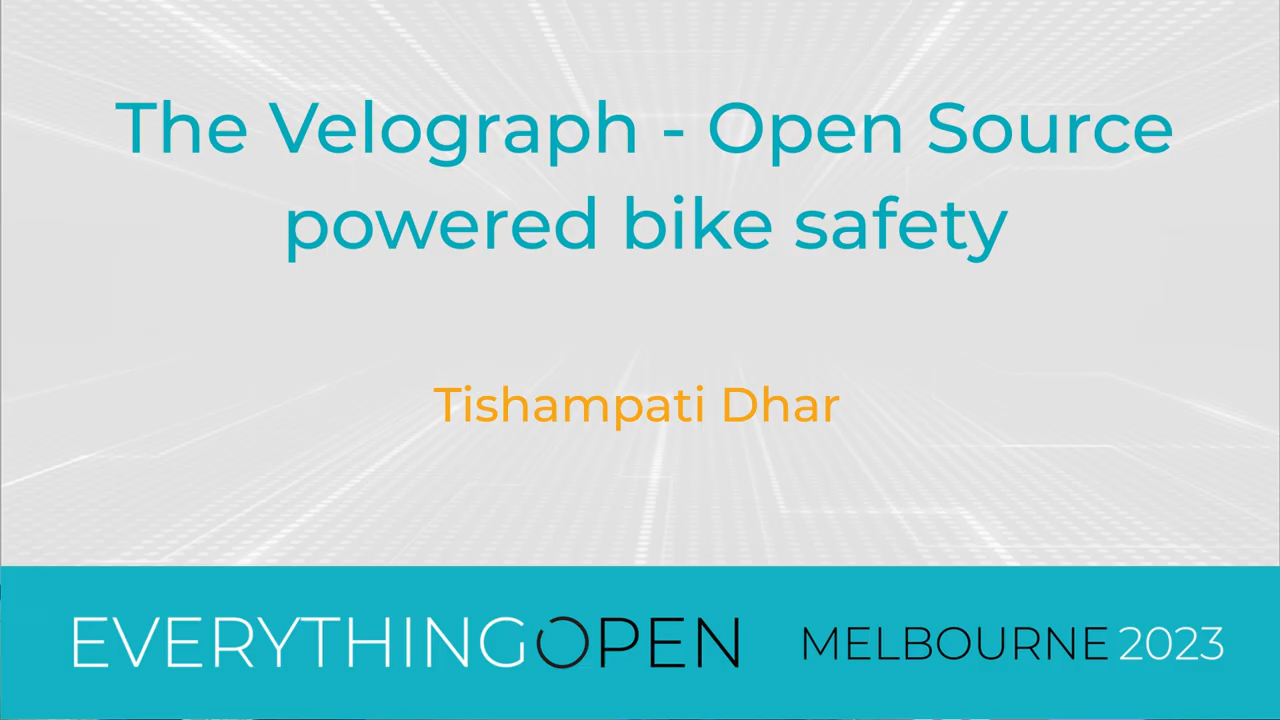 The Velograph - Open Source
powered bike safety
Tishampati Dhar
EVERYTHINGOPEN MELBOURNE 2023